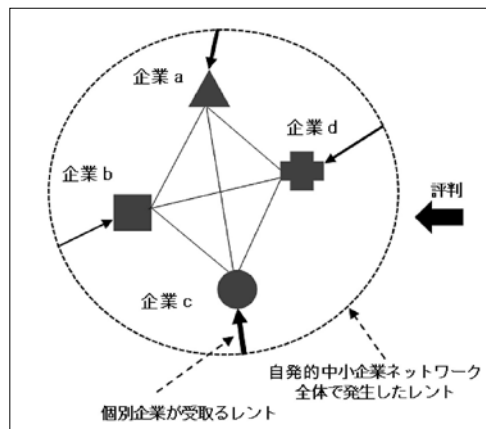 企業 a
企業 d
企業 b
評判
企業 c
自発的中小企業ネットワーク
全体で発生したレント
個別企業が受取るレント